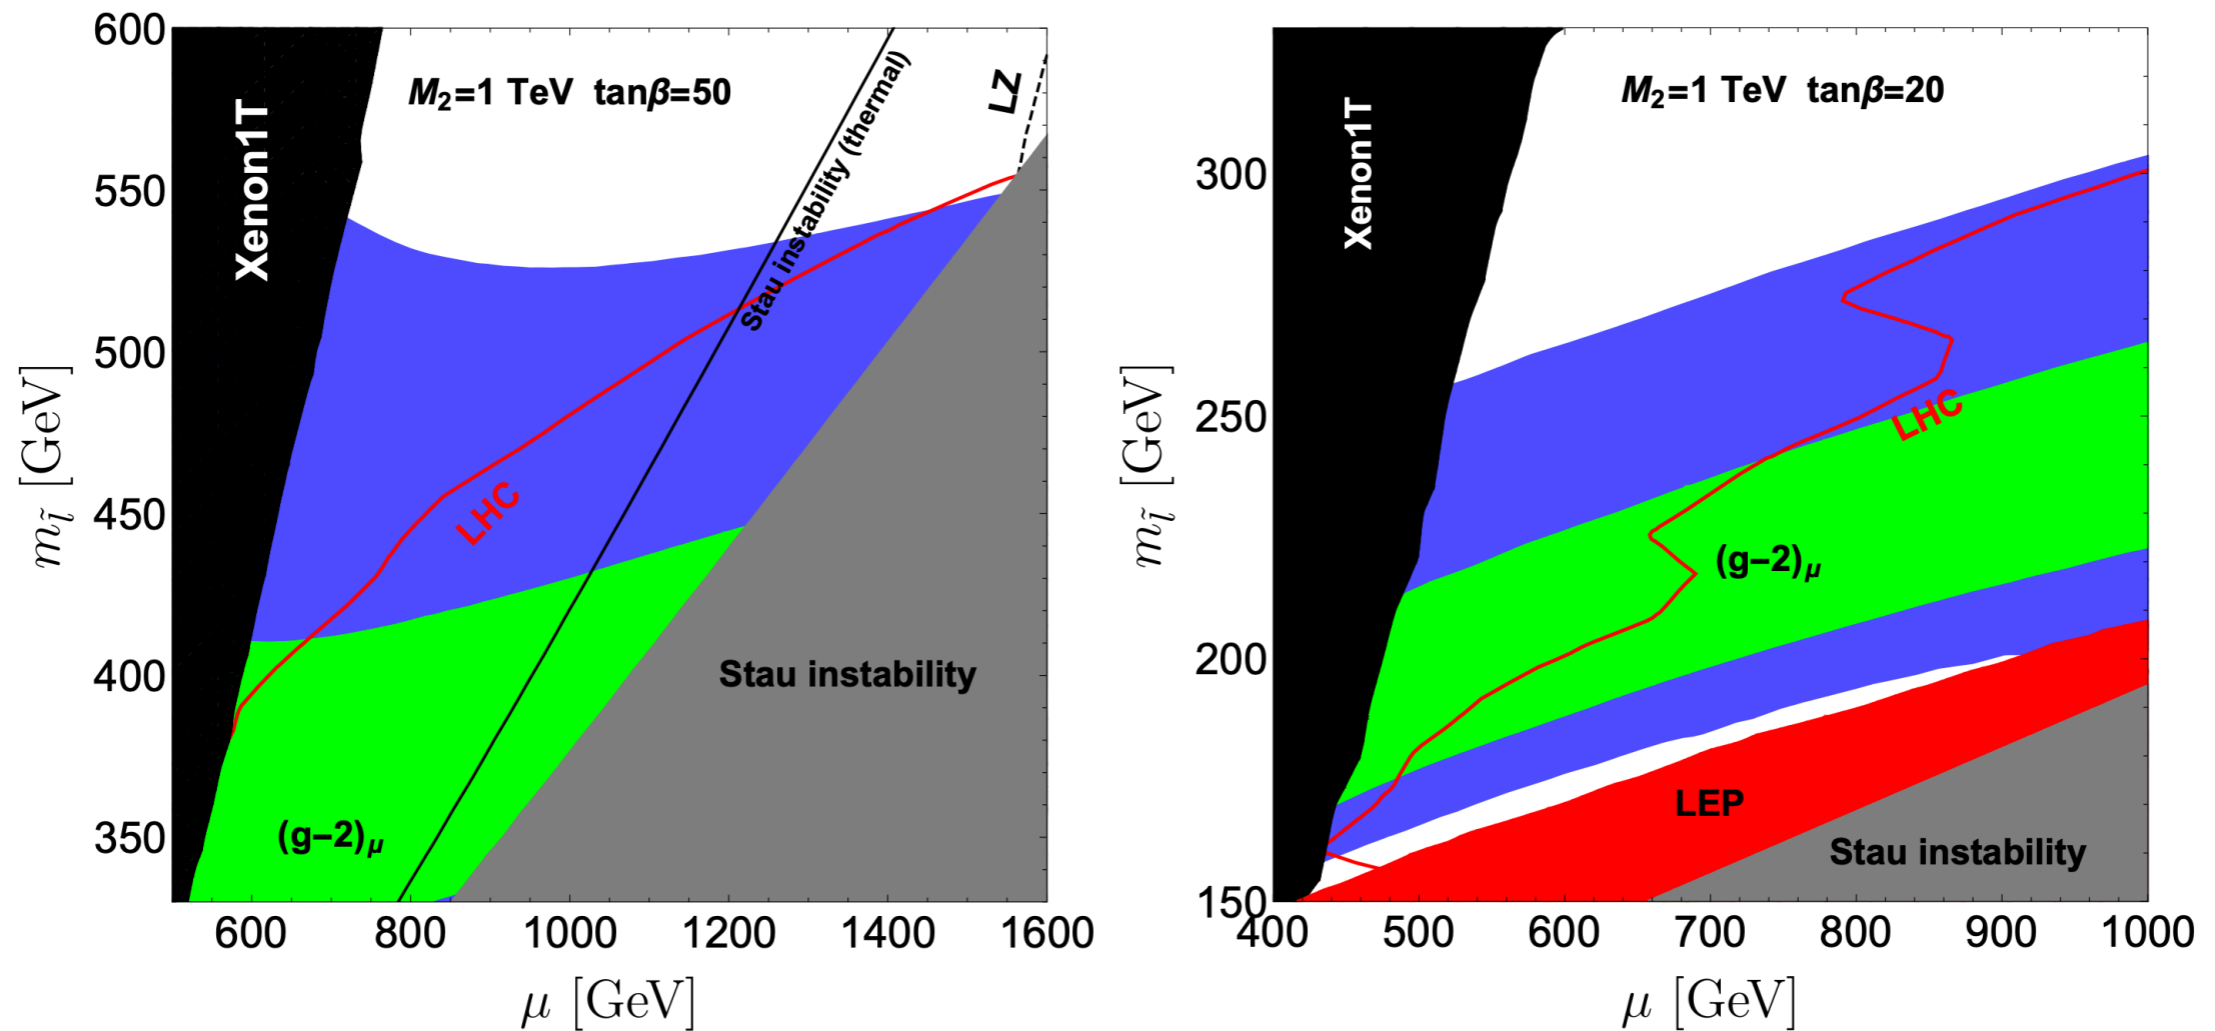 600
550
500
450
400
350
600
800
1000
1200
1400
1600
m_l̃ [GeV]
μ [GeV]
Xenon1T
M₂=1 TeV tanβ=50
LZ
Stau instability (thermal)
LHC
Stau instability
(g−2)μ
300
250
200
150
400
500
600
700
800
900
1000
m_l̃ [GeV]
μ [GeV]
Xenon1T
M₂=1 TeV tanβ=20
LHC
(g−2)μ
LEP
Stau instability